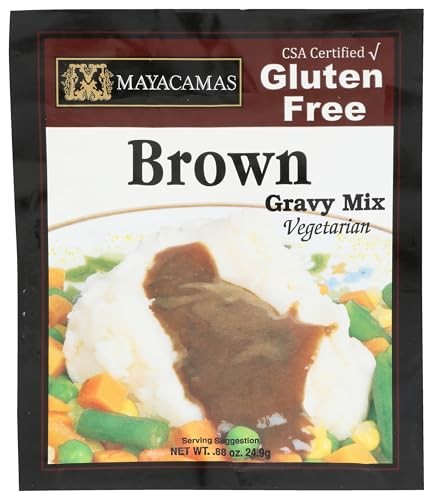 MAYACAMAS
CSA Certified √
Gluten
Free
Brown
Gravy Mix
Vegetarian
Serving Suggestion
NET WT. .88 oz. 24.9g